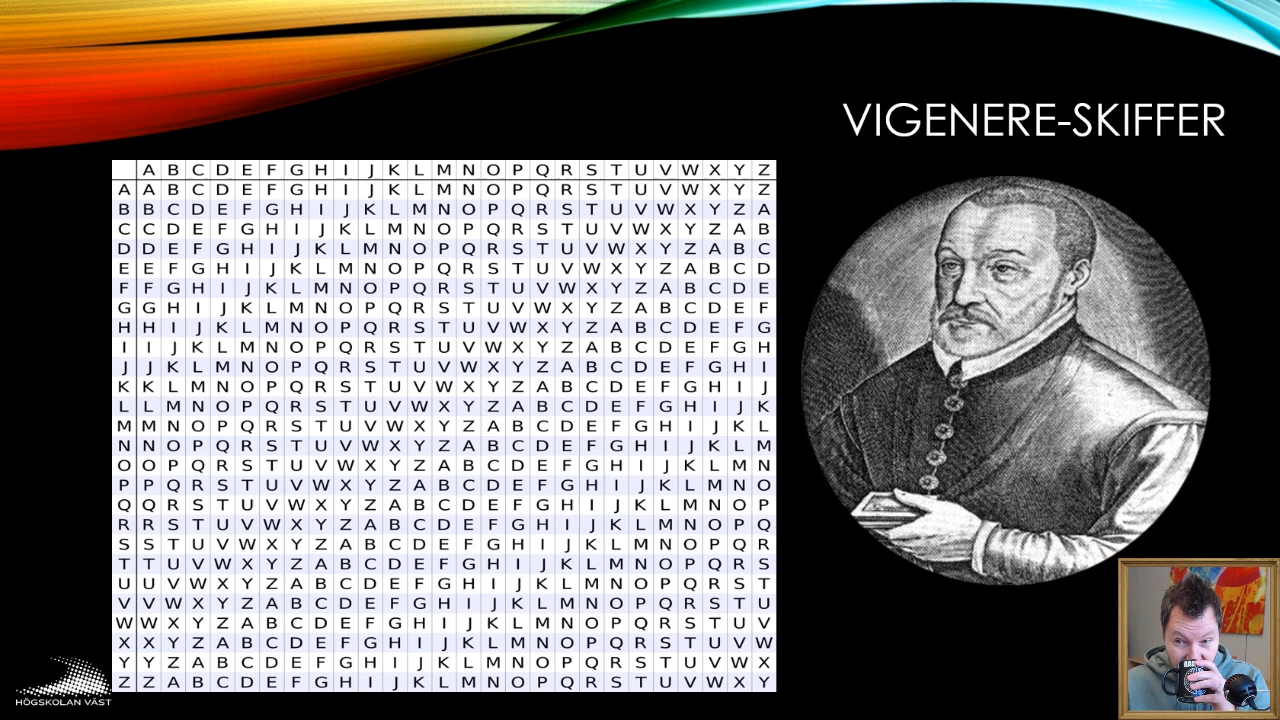 VIGENERE-SKIFFER
A B C D E F G H I J K L M N O P Q R S T U V W X Y Z
A A B C D E F G H I J K L M N O P Q R S T U V W X Y Z
B B C D E F G H I J K L M N O P Q R S T U V W X Y Z A
C C D E F G H I J K L M N O P Q R S T U V W X Y Z A B
D D E F G H I J K L M N O P Q R S T U V W X Y Z A B C
E E F G H I J K L M N O P Q R S T U V W X Y Z A B C D
F F G H I J K L M N O P Q R S T U V W X Y Z A B C D E
G G H I J K L M N O P Q R S T U V W X Y Z A B C D E F
H H I J K L M N O P Q R S T U V W X Y Z A B C D E F G
I I J K L M N O P Q R S T U V W X Y Z A B C D E F G H
J J K L M N O P Q R S T U V W X Y Z A B C D E F G H I
K K L M N O P Q R S T U V W X Y Z A B C D E F G H I J
L L M N O P Q R S T U V W X Y Z A B C D E F G H I J K
M M N O P Q R S T U V W X Y Z A B C D E F G H I J K L
N N O P Q R S T U V W X Y Z A B C D E F G H I J K L M
O O P Q R S T U V W X Y Z A B C D E F G H I J K L M N
P P Q R S T U V W X Y Z A B C D E F G H I J K L M N O
Q Q R S T U V W X Y Z A B C D E F G H I J K L M N O P
R R S T U V W X Y Z A B C D E F G H I J K L M N O P Q
S S T U V W X Y Z A B C D E F G H I J K L M N O P Q R
T T U V W X Y Z A B C D E F G H I J K L M N O P Q R S
U U V W X Y Z A B C D E F G H I J K L M N O P Q R S T
V V W X Y Z A B C D E F G H I J K L M N O P Q R S T U
W W X Y Z A B C D E F G H I J K L M N O P Q R S T U V
X X Y Z A B C D E F G H I J K L M N O P Q R S T U V W
Y Y Z A B C D E F G H I J K L M N O P Q R S T U V W X
Z Z A B C D E F G H I J K L M N O P Q R S T U V W X Y
HÖGSKOLAN VÄST